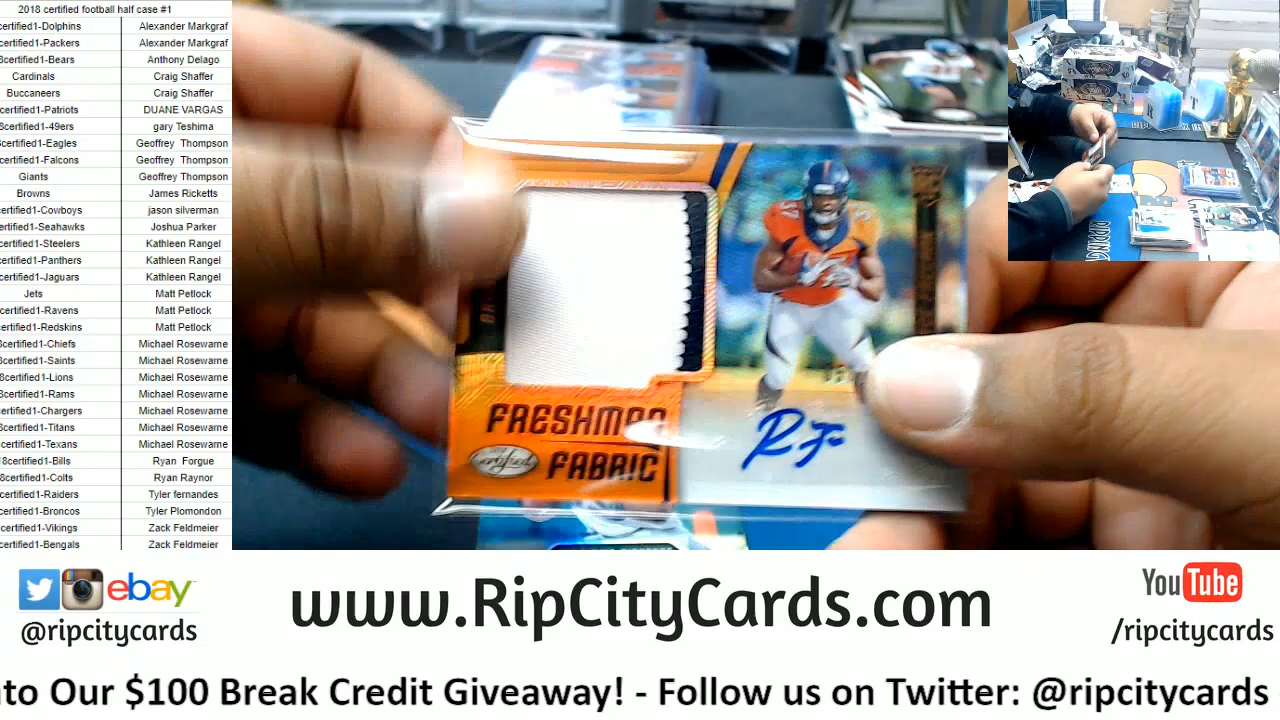 2018 certified football half case #1
certified1-Dolphins Alexander Markgraf
certified1-Packers Alexander Markgraf
8certified1-Bears Anthony Delago
Cardinals Craig Shaffer
Buccaneers Craig Shaffer
certified1-Patriots DUANE VARGAS
8certified1-49ers gary Teshima
certified1-Eagles Geoffrey Thompson
certified1-Falcons Geoffrey Thompson
Giants Geoffrey Thompson
Browns James Ricketts
certified1-Cowboys jason silverman
certified1-Seahawks Joshua Parker
certified1-Steelers Kathleen Rangel
certified1-Panthers Kathleen Rangel
certified1-Jaguars Kathleen Rangel
Jets Matt Petlock
certified1-Ravens Matt Petlock
certified1-Redskins Matt Petlock
8certified1-Chiefs Michael Rosewarne
8certified1-Saints Michael Rosewarne
8certified1-Lions Michael Rosewarne
8certified1-Rams Michael Rosewarne
certified1-Chargers Michael Rosewarne
8certified1-Titans Michael Rosewarne
certified1-Texans Michael Rosewarne
18certified1-Bills Ryan Forgue
8certified1-Colts Ryan Raynor
certified1-Raiders Tyler fernandes
certified1-Broncos Tyler Plomondon
certified1-Vikings Zack Feldmeier
certified1-Bengals Zack Feldmeier
37
FRESHMAN
certified FABRIC
ebay
@ripcitycards
www.RipCityCards.com
YouTube
/ripcitycards
nto Our $100 Break Credit Giveaway! - Follow us on Twitter: @ripcitycards